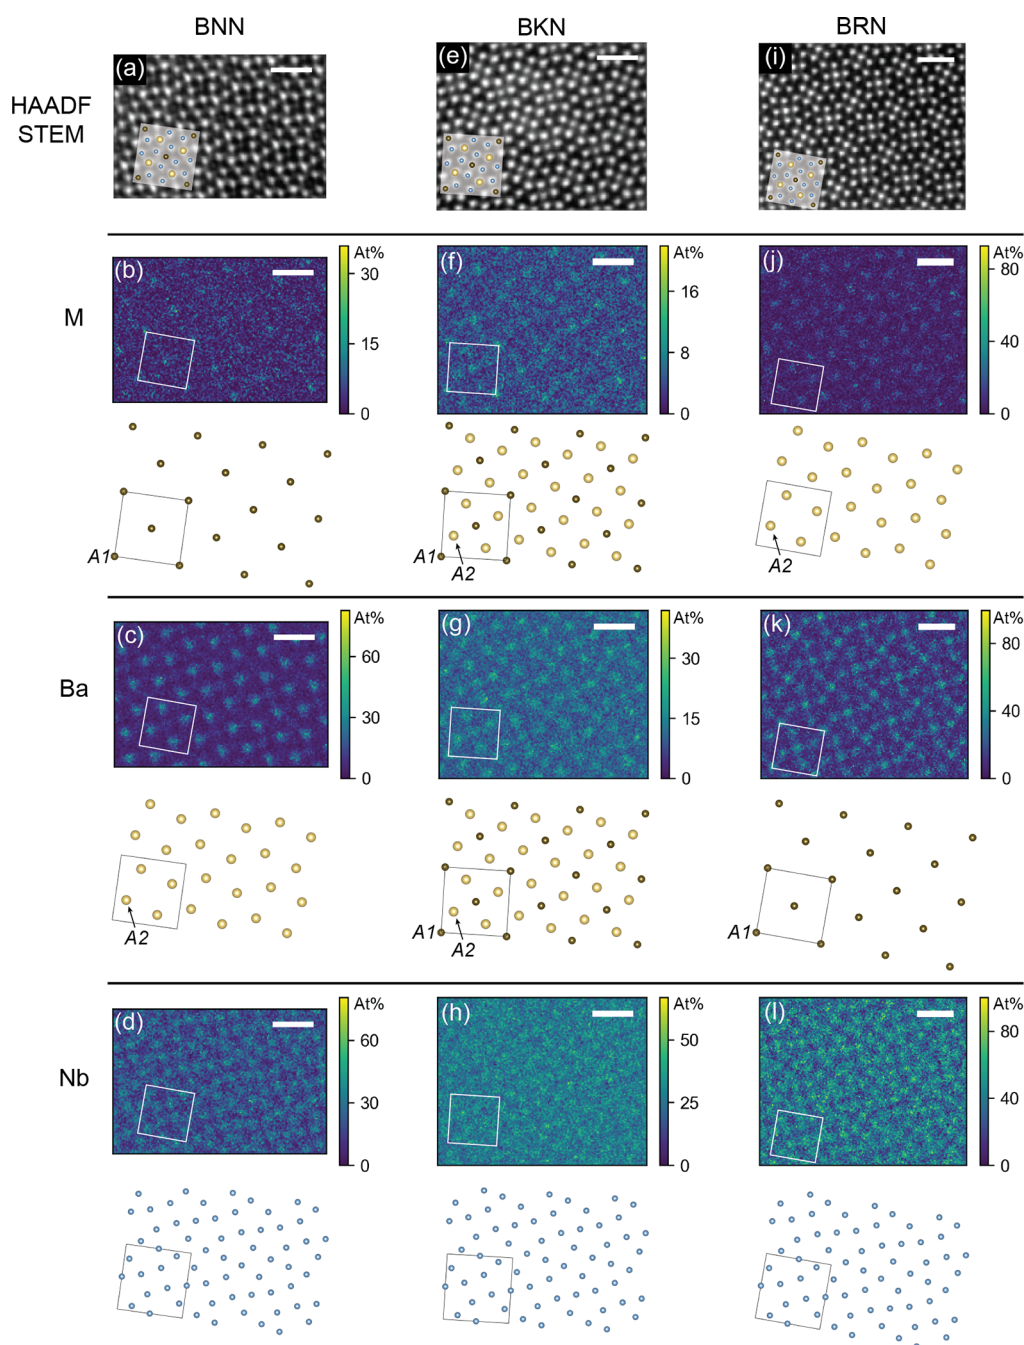 BNN
BKN
BRN
HAADF
STEM
(a)
(e)
(i)
M
(b)
At%
30
15
0
(f)
At%
16
8
0
(j)
At%
80
40
0
A1
A1
A2
A2
Ba
(c)
At%
60
30
0
(g)
At%
30
15
0
(k)
At%
80
40
0
A2
A1
A2
A1
Nb
(d)
At%
60
30
0
(h)
At%
50
25
0
(l)
At%
80
40
0